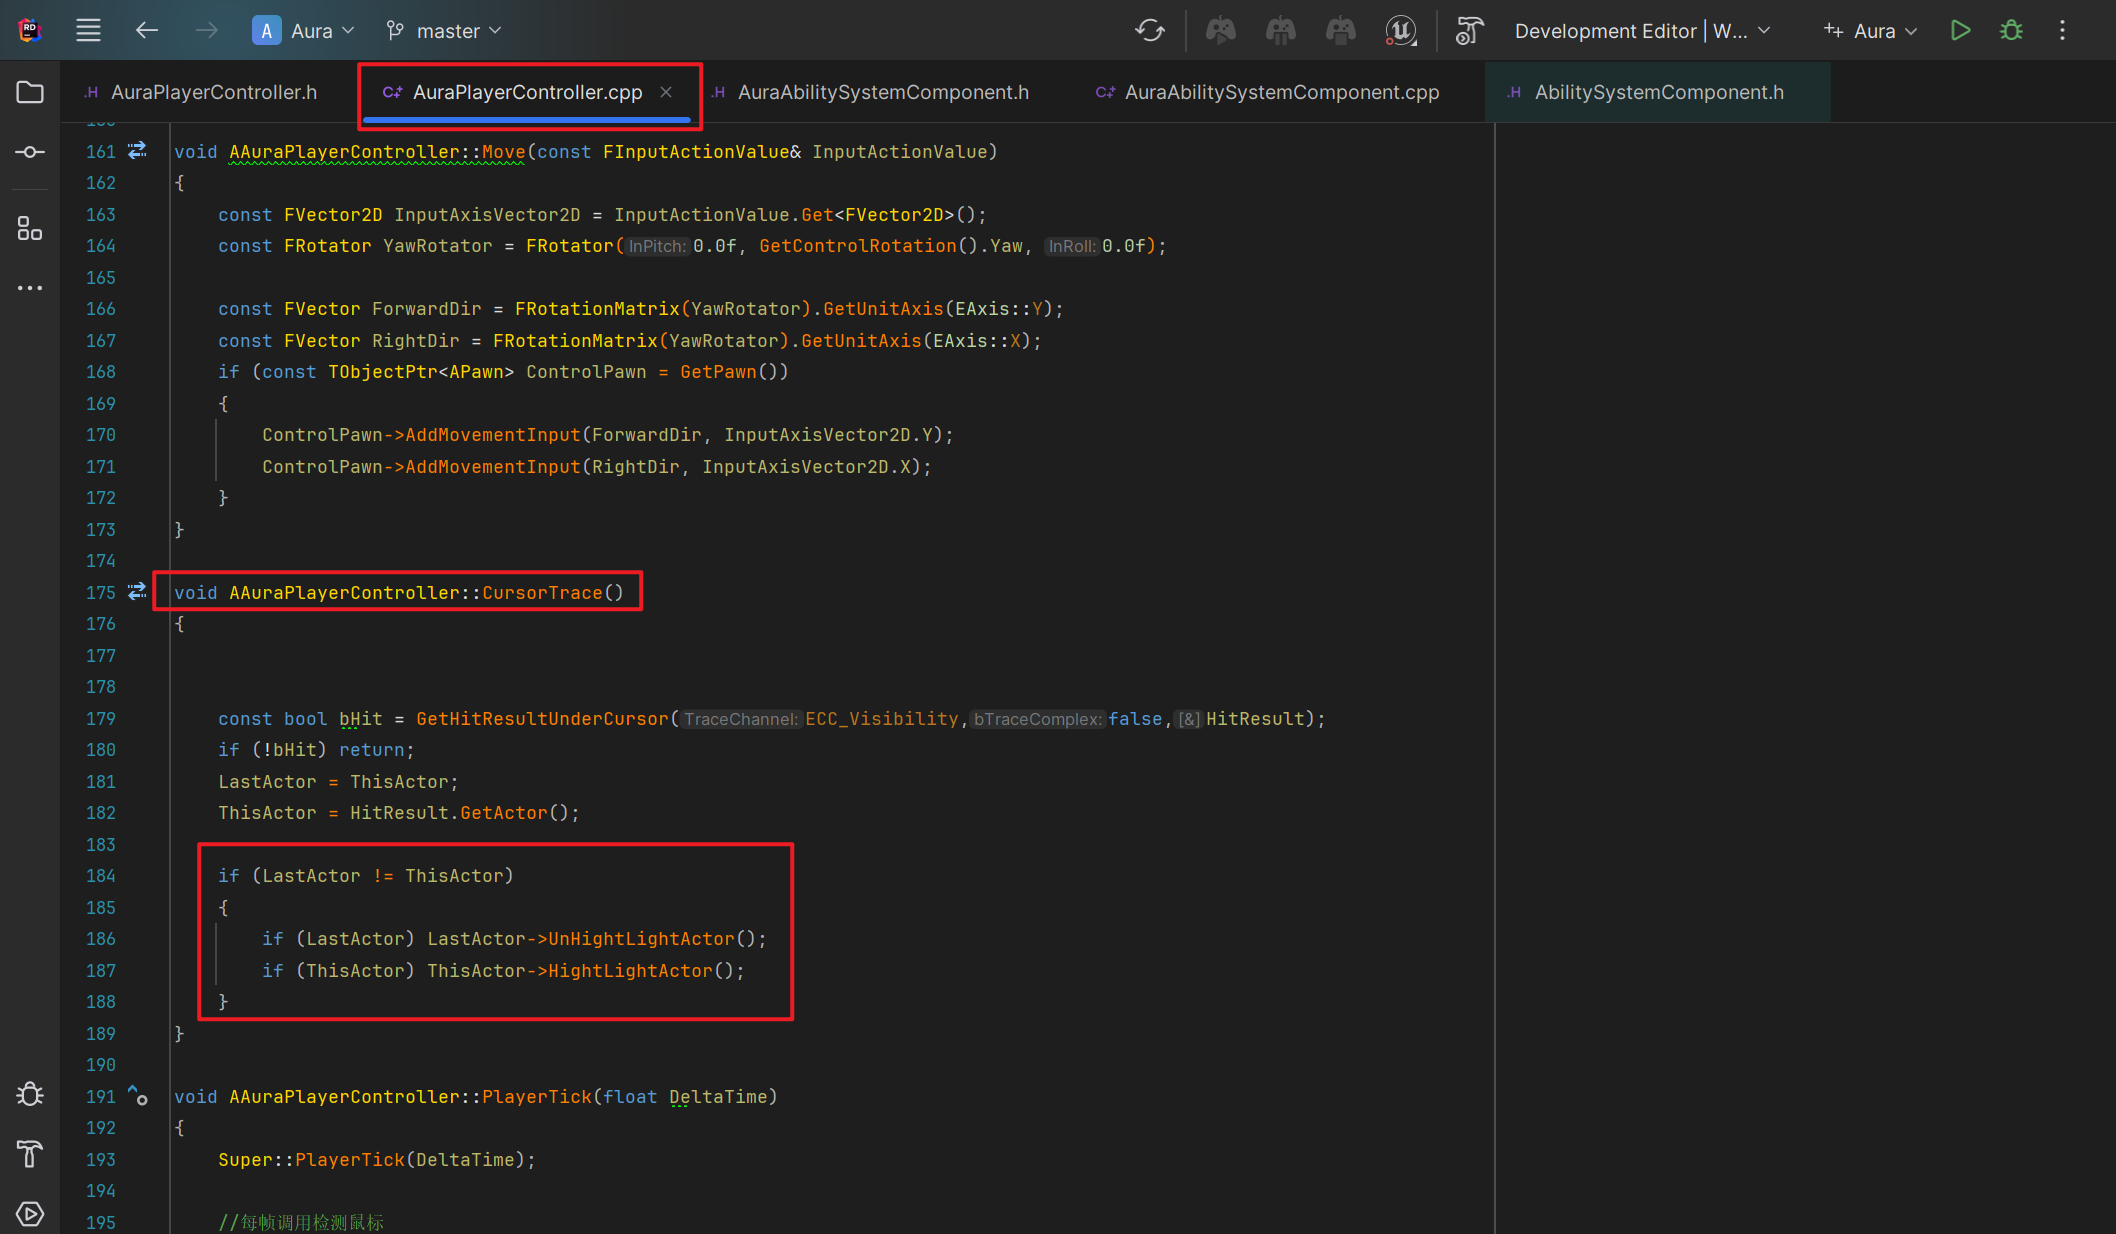 RD
A Aura
master
Development Editor | W...
Aura
.H AuraPlayerController.h
C++ AuraPlayerController.cpp
.H AuraAbilitySystemComponent.h
C++ AuraAbilitySystemComponent.cpp
.H AbilitySystemComponent.h
161 void AAuraPlayerController::Move(const FInputActionValue& InputActionValue)
162 {
163 const FVector2D InputAxisVector2D = InputActionValue.Get<FVector2D>();
164 const FRotator YawRotator = FRotator(InPitch: 0.0f, GetControlRotation().Yaw, InRoll: 0.0f);
165
166 const FVector ForwardDir = FRotationMatrix(YawRotator).GetUnitAxis(EAxis::Y);
167 const FVector RightDir = FRotationMatrix(YawRotator).GetUnitAxis(EAxis::X);
168 if (const TObjectPtr<APawn> ControlPawn = GetPawn())
169 {
170 ControlPawn->AddMovementInput(ForwardDir, InputAxisVector2D.Y);
171 ControlPawn->AddMovementInput(RightDir, InputAxisVector2D.X);
172 }
173 }
174
175 void AAuraPlayerController::CursorTrace()
176 {
177
178
179 const bool bHit = GetHitResultUnderCursor(TraceChannel: ECC_Visibility, bTraceComplex: false, [&] HitResult);
180 if (!bHit) return;
181 LastActor = ThisActor;
182 ThisActor = HitResult.GetActor();
183
184 if (LastActor != ThisActor)
185 {
186 if (LastActor) LastActor->UnHightLightActor();
187 if (ThisActor) ThisActor->HightLightActor();
188 }
189 }
190
191 void AAuraPlayerController::PlayerTick(float DeltaTime)
192 {
193 Super::PlayerTick(DeltaTime);
194
195 //每帧调用检测鼠标